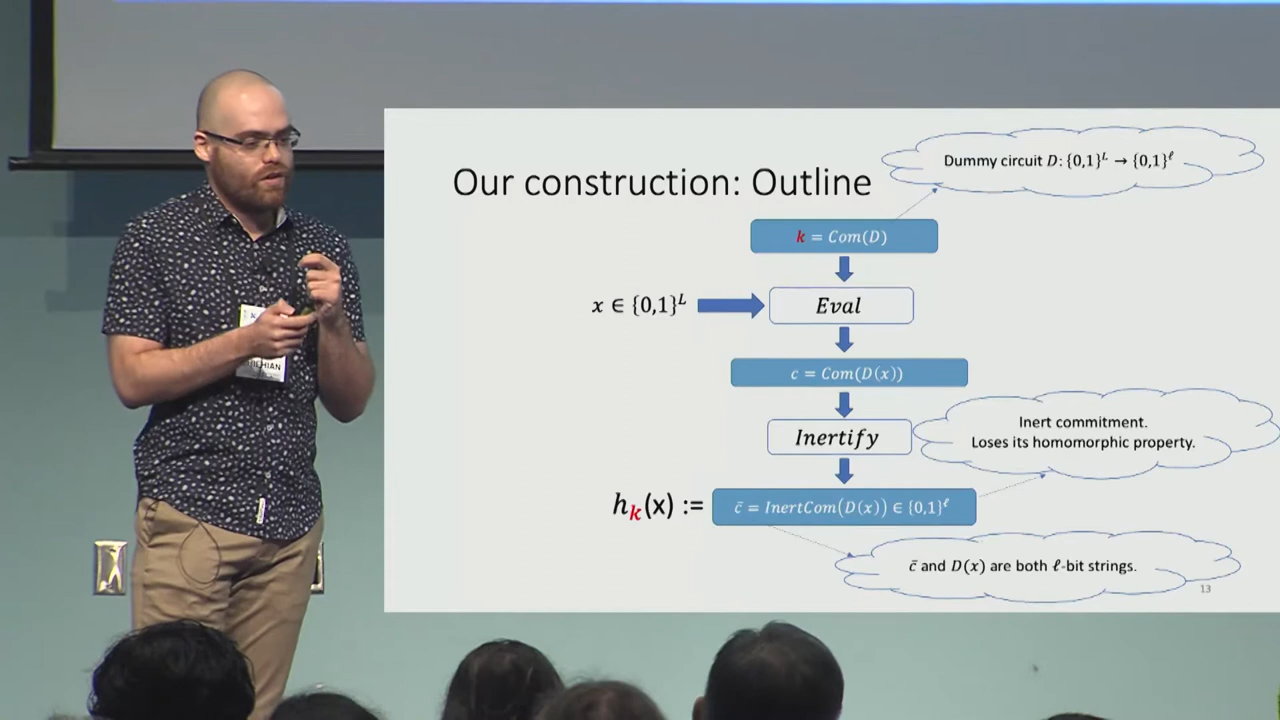 Dummy circuit D: {0,1}ᴸ → {0,1}ˡ
Our construction: Outline
k = Com(D)
x ∈ {0,1}ᴸ
Eval
c = Com(D(x))
Inertify
Inert commitment.
Loses its homomorphic property.
hₖ(x) :=
c̄ = InertCom(D(x)) ∈ {0,1}ˡ
c̄ and D(x) are both ℓ-bit strings.
13